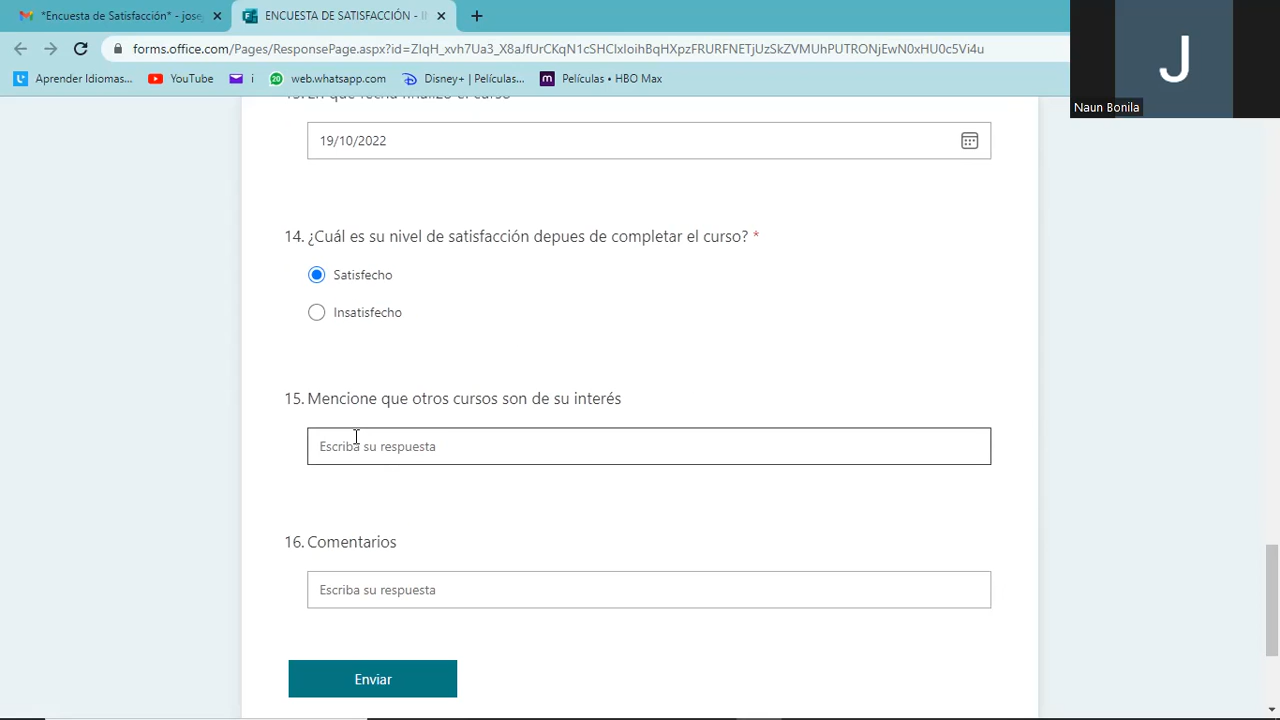 *Encuesta de Satisfacción* - jose
ENCUESTA DE SATISFACCIÓN - I
forms.office.com/Pages/ResponsePage.aspx?id=ZIqH_xvh7Ua3_X8aJfUrCKqN1cSHClxIoihBqHXpzFRURFNETjUzSkZVMUhPUTRONjEwN0xHU0c5Vi4u
Aprender Idiomas...
YouTube
i
20
web.whatsapp.com
Disney+ | Películas...
m
Películas • HBO Max
J
Naun Bonila
19/10/2022
14. ¿Cuál es su nivel de satisfacción depues de completar el curso? *
Satisfecho
Insatisfecho
15. Mencione que otros cursos son de su interés
Escriba su respuesta
16. Comentarios
Escriba su respuesta
Enviar